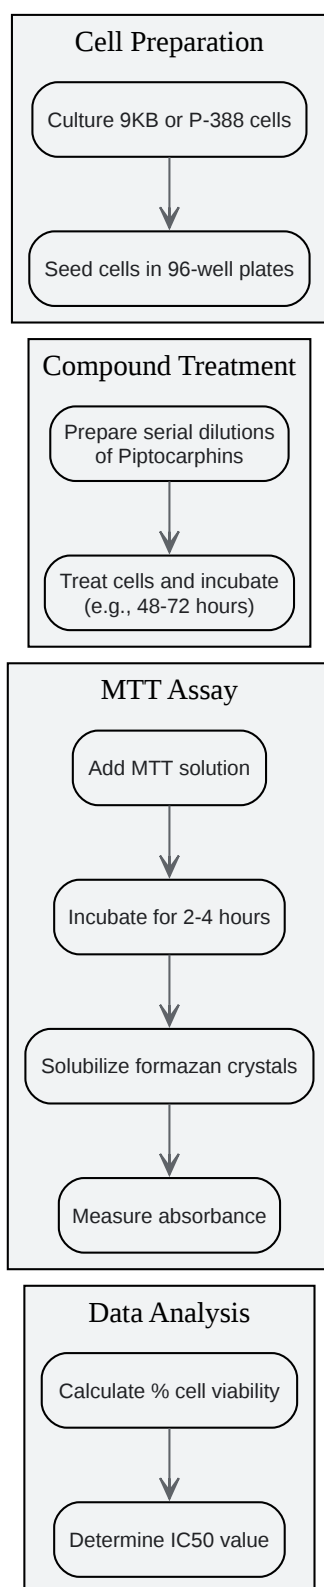 Cell Preparation
Culture 9KB or P-388 cells
Seed cells in 96-well plates
Compound Treatment
Prepare serial dilutions
of Piptocarphins
Treat cells and incubate
(e.g., 48-72 hours)
MTT Assay
Add MTT solution
Incubate for 2-4 hours
Solubilize formazan crystals
Measure absorbance
Data Analysis
Calculate % cell viability
Determine IC50 value